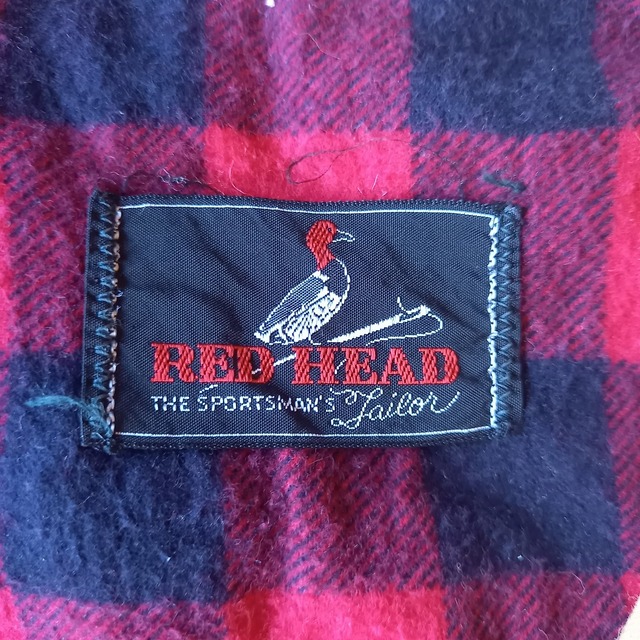 RED HEAD
THE SPORTSMAN'S Tailor